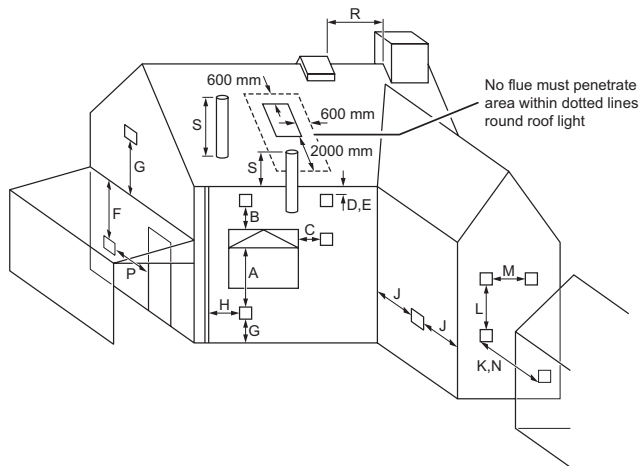 R
600 mm
No flue must penetrate
area within dotted lines
round roof light
S
600 mm
G
2000 mm
S
F
D,E
B
C
P
A
M
H
J
L
J
G
K,N